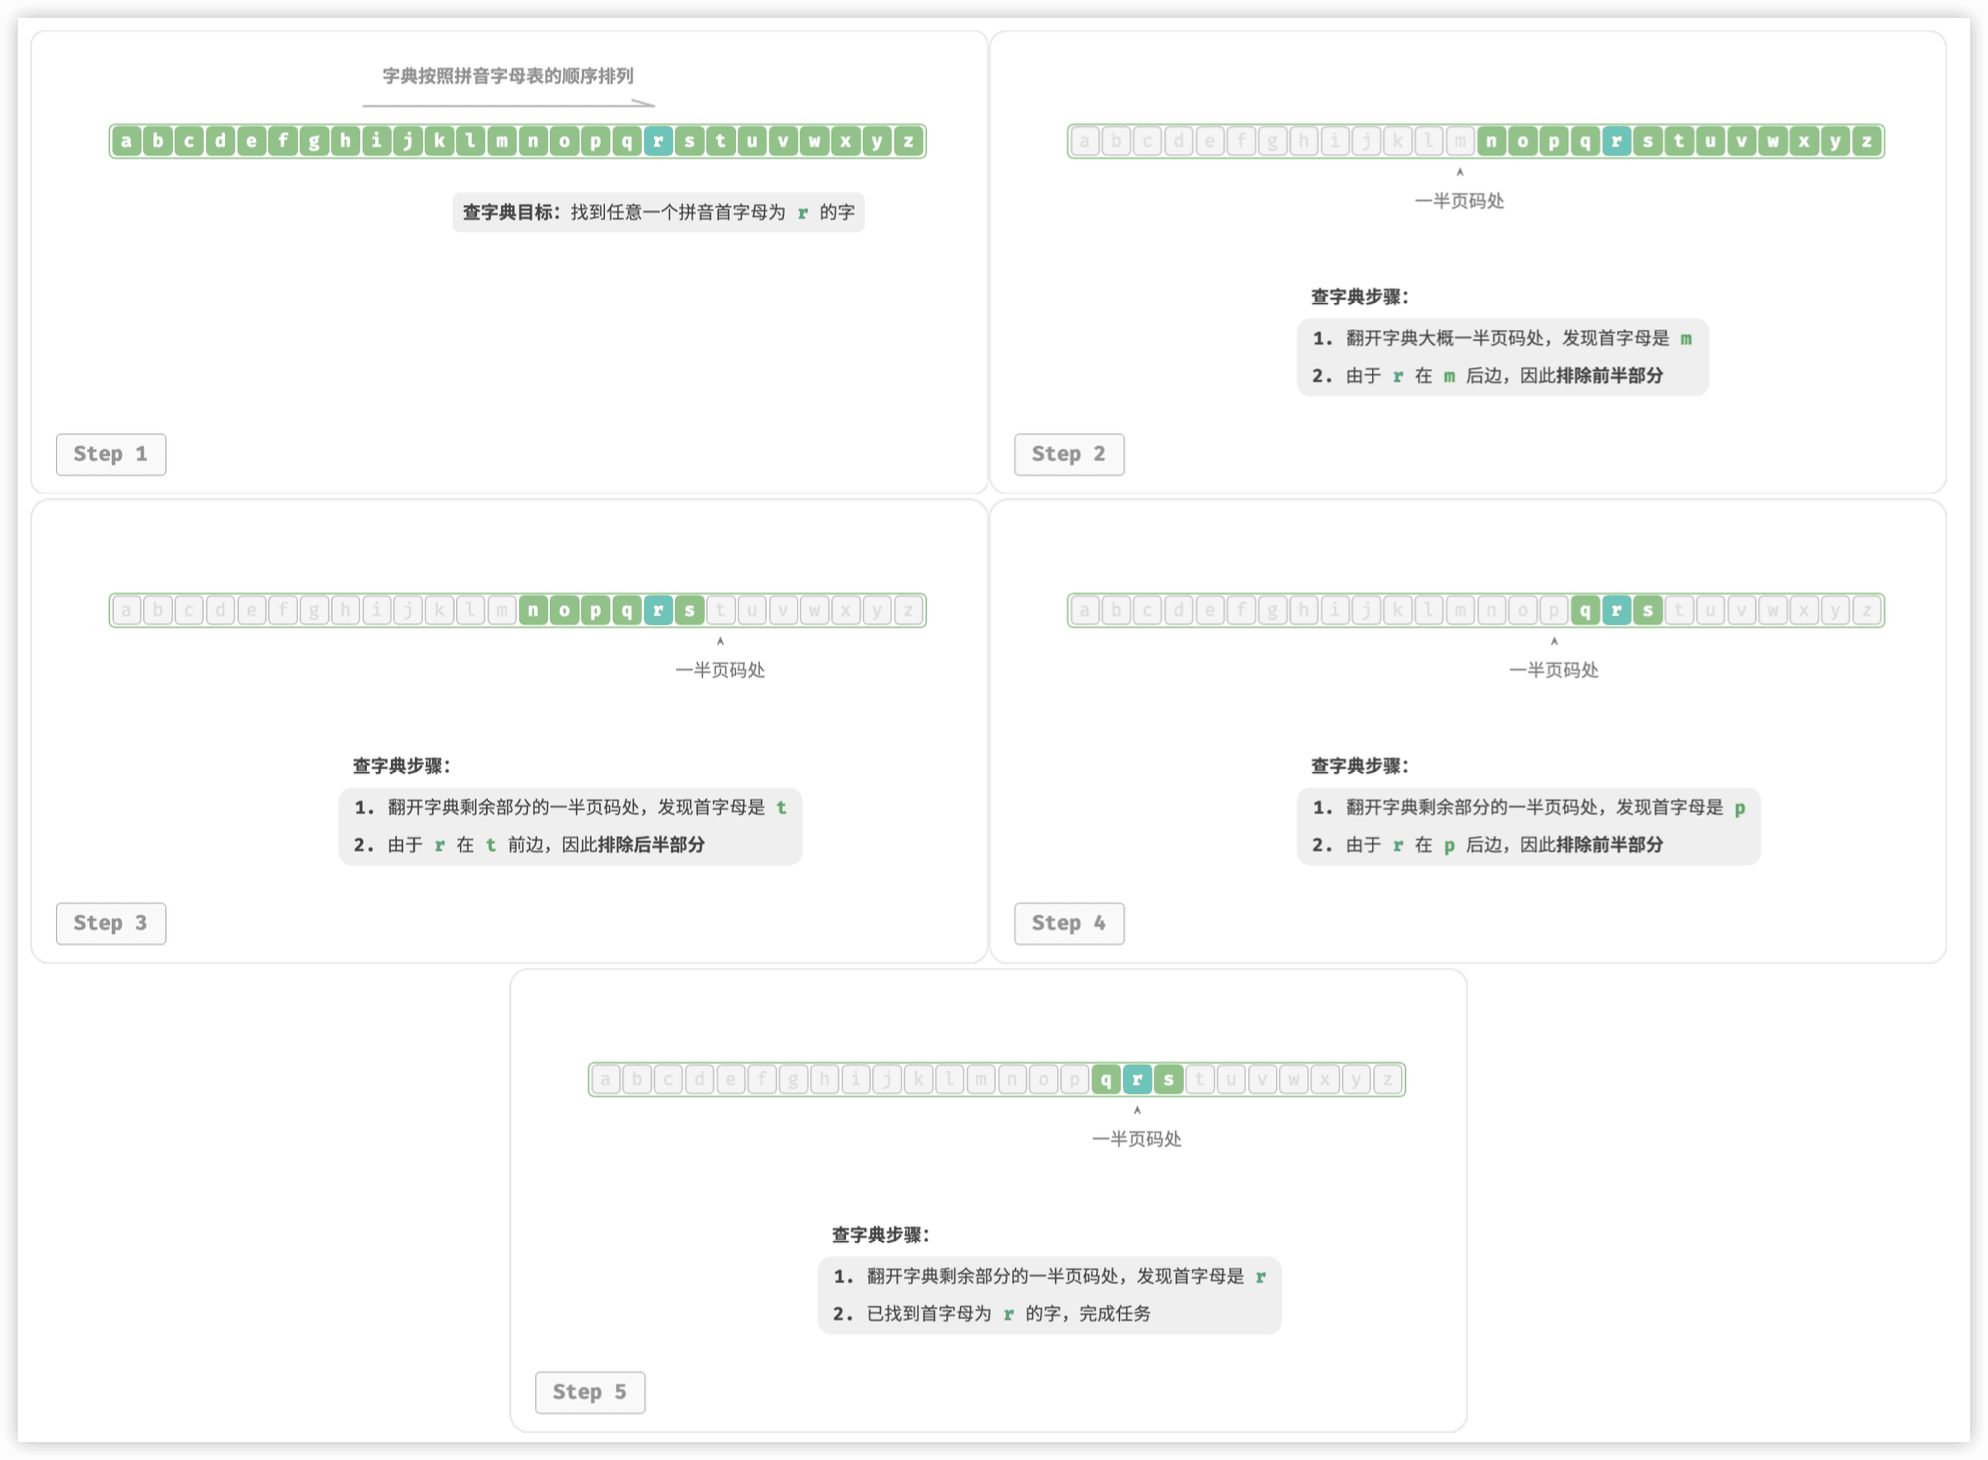 字典按照拼音字母表的顺序排列
a b c d e f g h i j k l m n o p q r s t u v w x y z
查字典目标：找到任意一个拼音首字母为 r 的字
Step 1
a b c d e f g h i j k l m n o p q r s t u v w x y z
一半页码处
查字典步骤：
1. 翻开字典大概一半页码处，发现首字母是 m
2. 由于 r 在 m 后边，因此排除前半部分
Step 2
a b c d e f g h i j k l m n o p q r s t u v w x y z
一半页码处
查字典步骤：
1. 翻开字典剩余部分的一半页码处，发现首字母是 t
2. 由于 r 在 t 前边，因此排除后半部分
Step 3
a b c d e f g h i j k l m n o p q r s t u v w x y z
一半页码处
查字典步骤：
1. 翻开字典剩余部分的一半页码处，发现首字母是 p
2. 由于 r 在 p 后边，因此排除前半部分
Step 4
a b c d e f g h i j k l m n o p q r s t u v w x y z
一半页码处
查字典步骤：
1. 翻开字典剩余部分的一半页码处，发现首字母是 r
2. 已找到首字母为 r 的字，完成任务
Step 5